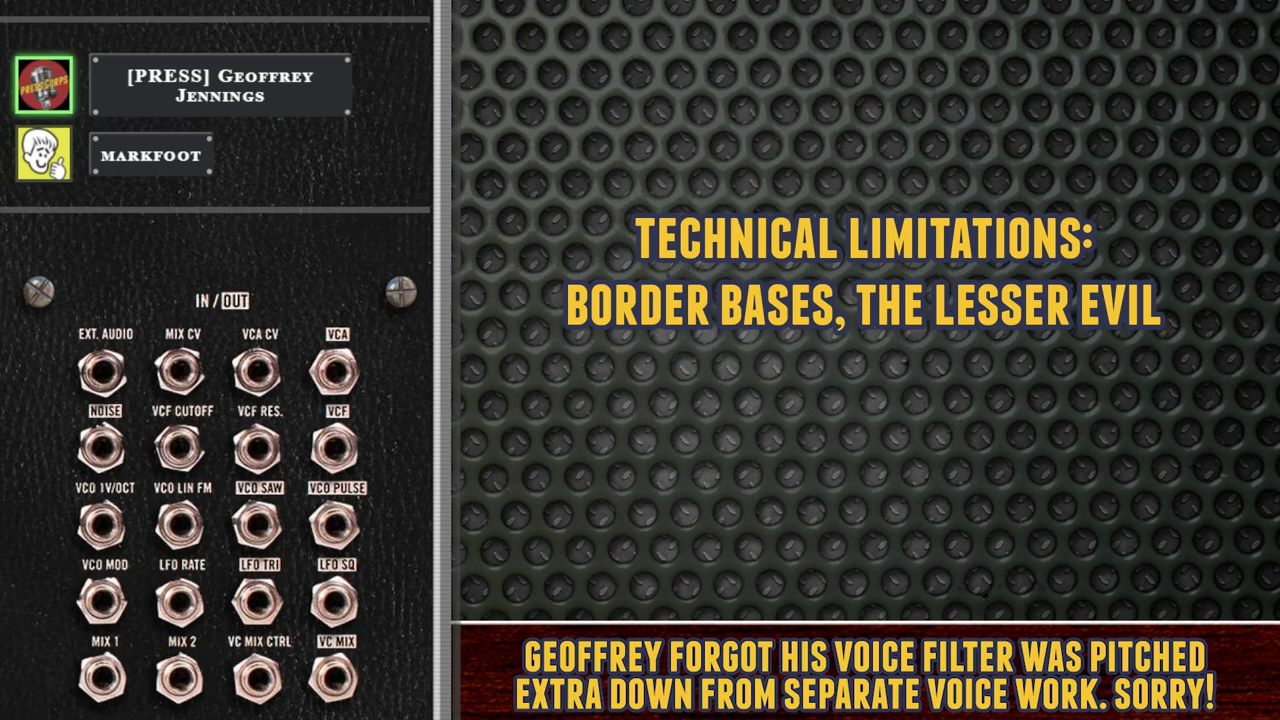 PRESS CORPS
[PRESS] Geoffrey
Jennings
MARKFOOT
IN / OUT
EXT. AUDIO MIX CV VCA CV VCA
NOISE VCF CUTOFF VCF RES. VCF
VCO 1V/OCT VCO LIN FM VCO SAW VCO PULSE
VCO MOD LFO RATE LFO TRI LFO SQ
MIX 1 MIX 2 VC MIX CTRL VC MIX
TECHNICAL LIMITATIONS:
BORDER BASES, THE LESSER EVIL
GEOFFREY FORGOT HIS VOICE FILTER WAS PITCHED
EXTRA DOWN FROM SEPARATE VOICE WORK. SORRY!